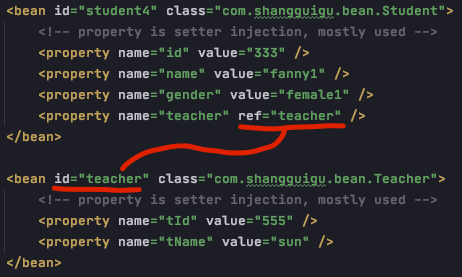 <bean id="student4" class="com.shangguigu.bean.Student">
<!-- property is setter injection, mostly used -->
<property name="id" value="333" />
<property name="name" value="fanny1" />
<property name="gender" value="female1" />
<property name="teacher" ref="teacher" />
</bean>
<bean id="teacher" class="com.shangguigu.bean.Teacher">
<!-- property is setter injection, mostly used -->
<property name="tId" value="555" />
<property name="tName" value="sun" />
</bean>